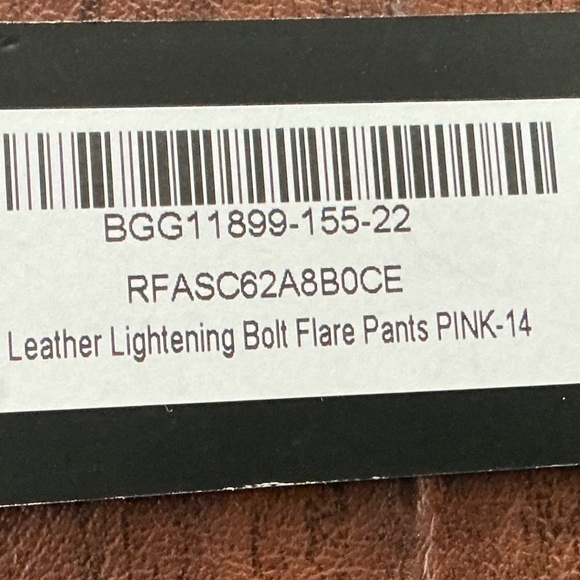 BGG11899-155-22
RFASC62A8B0CE
Leather Lightening Bolt Flare Pants PINK-14